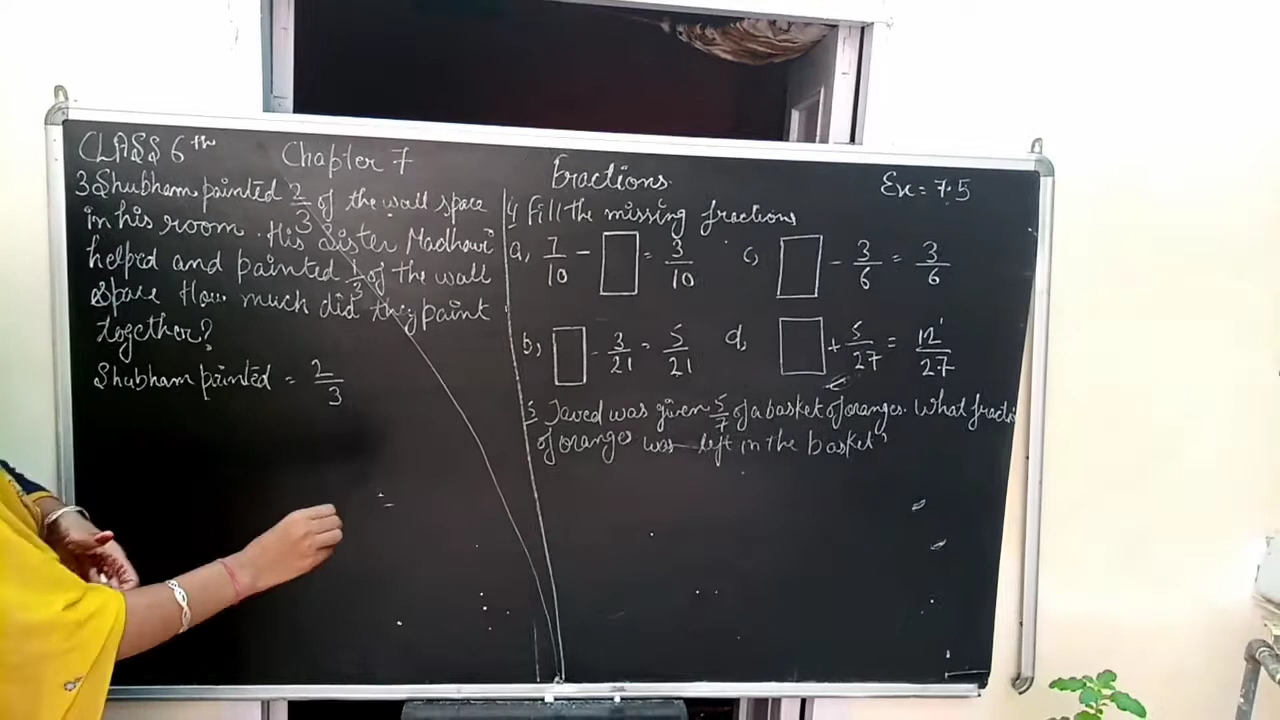 CLASS 6th Chapter 7 Fractions Ex = 7.5
3 Shubham painted 2/3 of the wall space
in his room. His Sister Madhavi
helped and painted 1/3 of the wall
space How much did they paint
together?
Shubham painted = 2/3
4 Fill the missing fractions
a, 7/10 - □ = 3/10
c, □ - 3/6 = 3/6
b, □ - 3/21 = 5/21
d, □ + 5/27 = 12/27
5 Javed was given 5/7 of a basket of oranges. What fracti
of oranges was left in the basket?